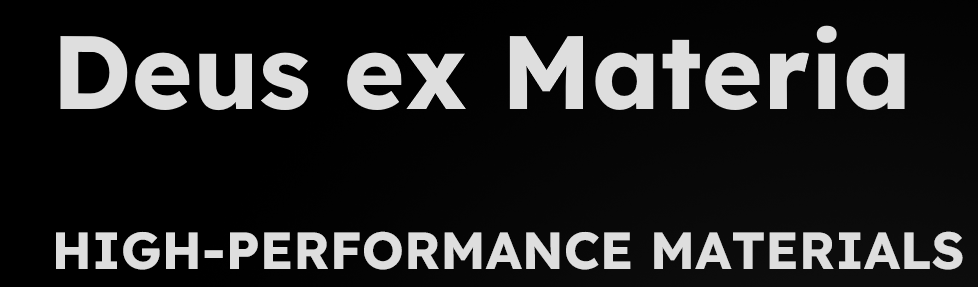 Deus ex Materia
HIGH-PERFORMANCE MATERIALS